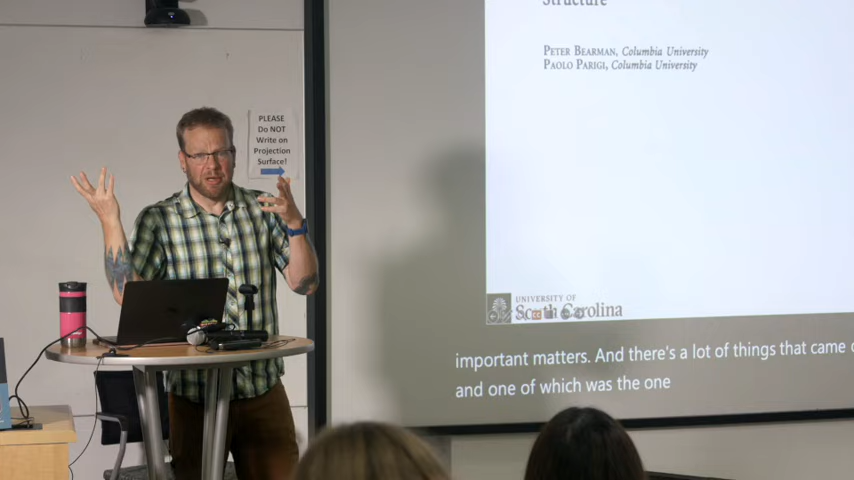 Structure
PETER BEARMAN, Columbia University
PAOLO PARIGI, Columbia University
PLEASE
Do NOT
Write on
Projection
Surface!
UNIVERSITY OF
South Carolina
important matters. And there's a lot of things that came
and one of which was the one